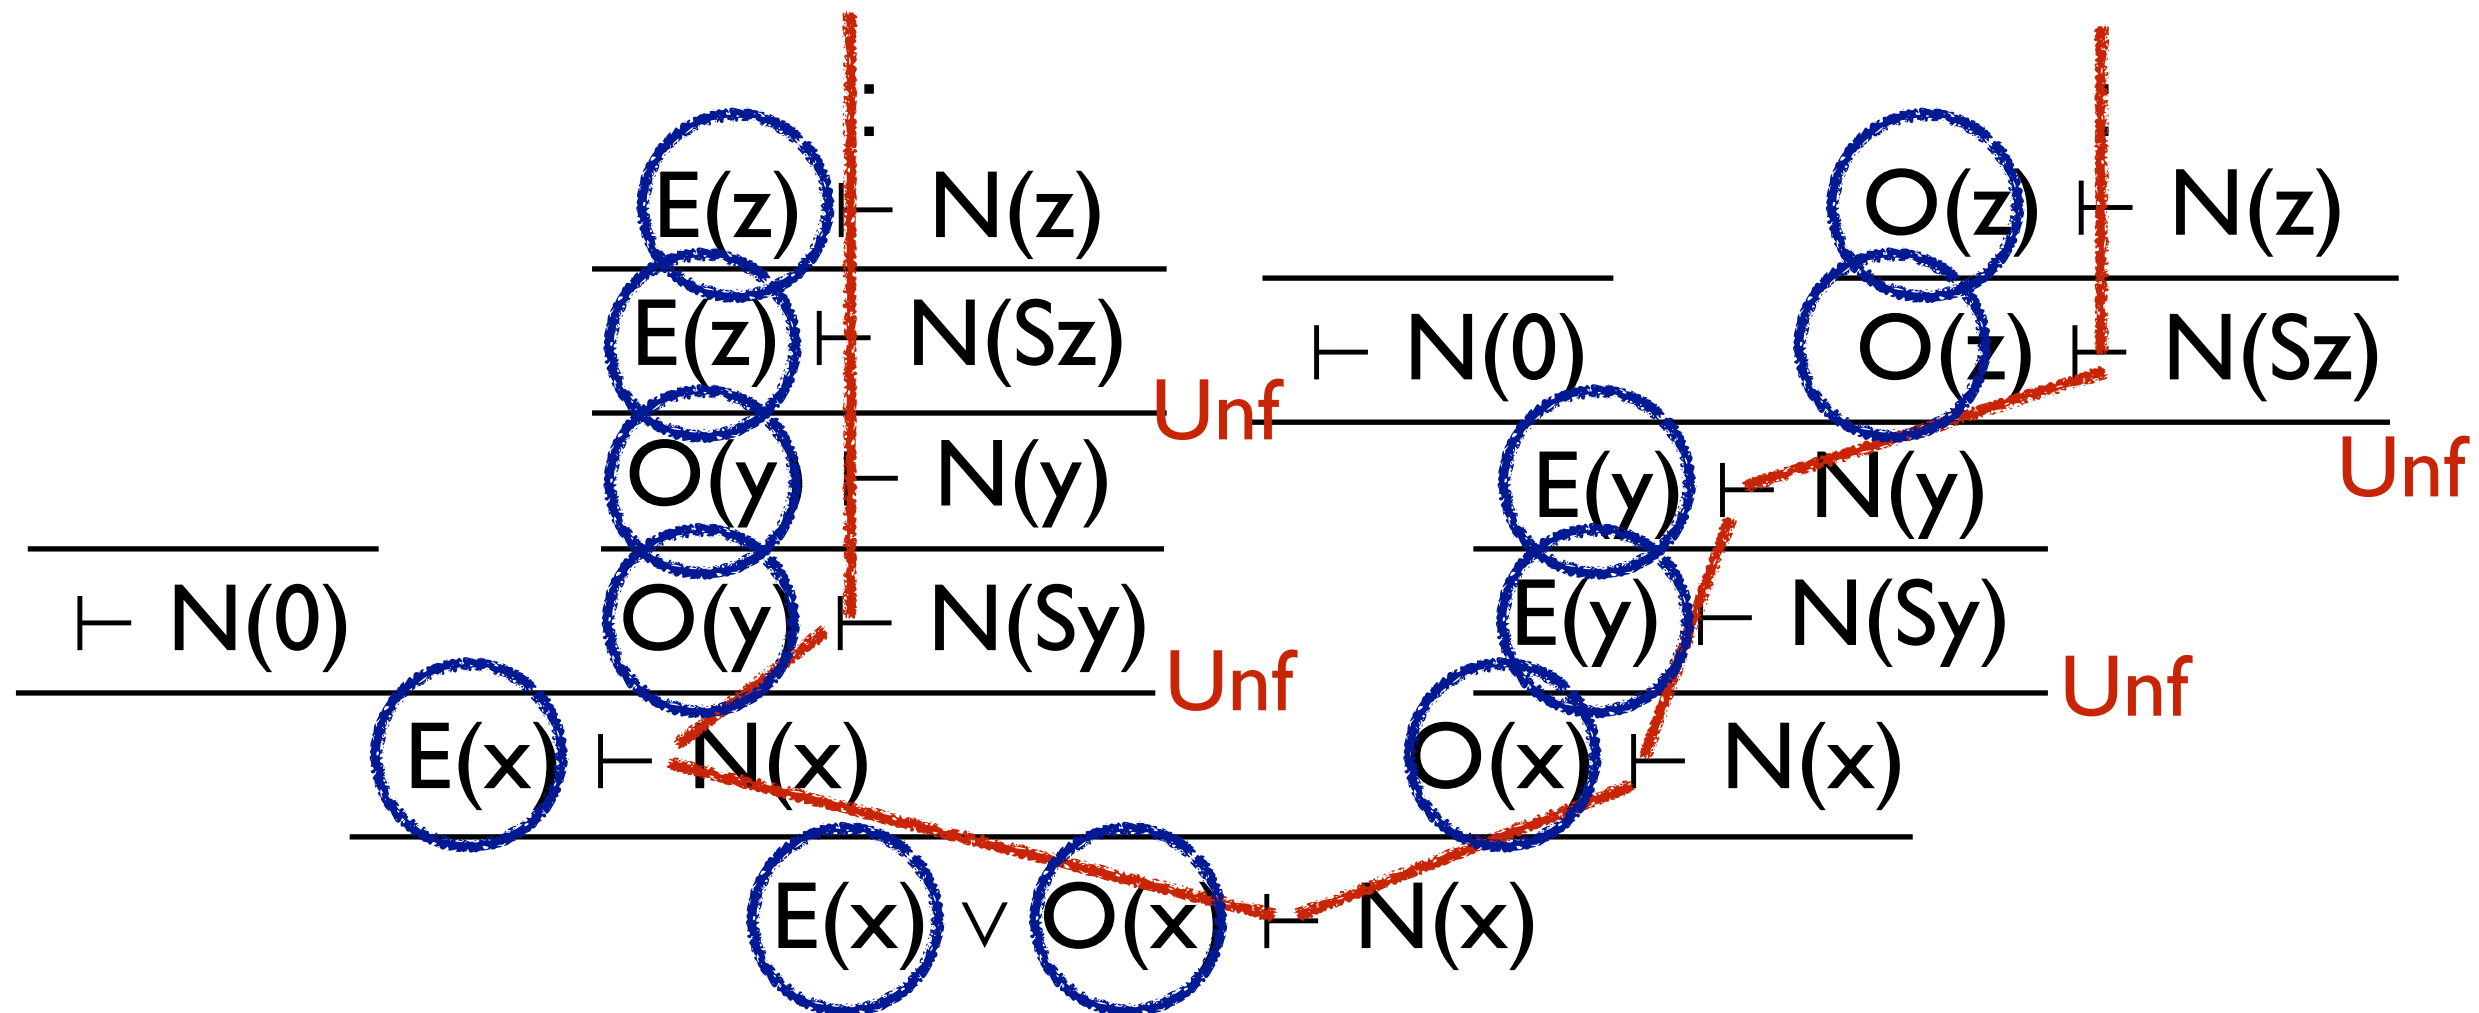 :
:
E(z) ⊢ N(z)
O(z) ⊢ N(z)
E(z) ⊢ N(Sz)
⊢ N(0)
O(z) ⊢ N(Sz)
Unf
O(y) ⊢ N(y)
E(y) ⊢ N(y)
Unf
⊢ N(0)
O(y) ⊢ N(Sy)
E(y) ⊢ N(Sy)
Unf
Unf
E(x) ⊢ N(x)
O(x) ⊢ N(x)
E(x) ∨ O(x) ⊢ N(x)